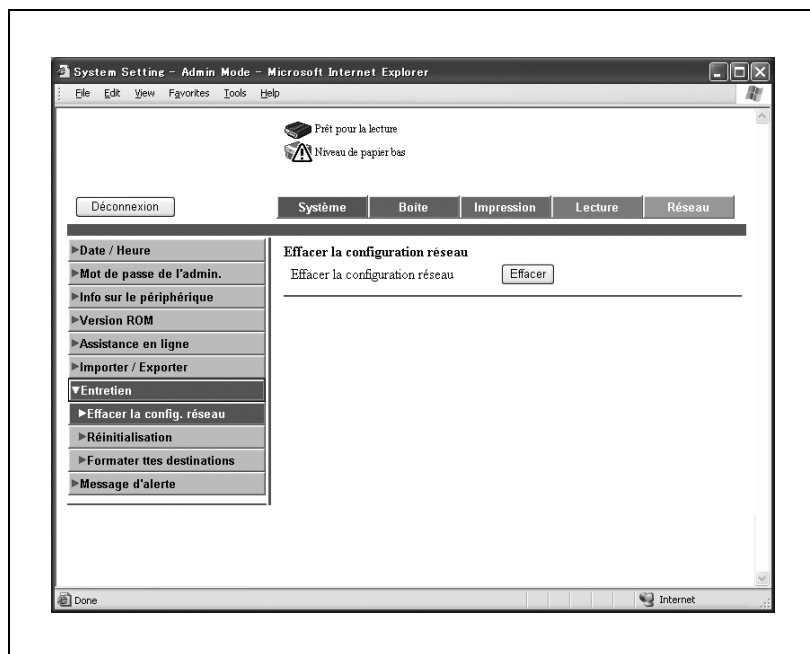 System Setting - Admin Mode - Microsoft Internet Explorer
File Edit View Favorites Tools Help
Prêt pour la lecture
Niveau de papier bas
Déconnexion
Système Boîte Impression Lecture Réseau
Date / Heure
Mot de passe de l'admin.
Info sur le périphérique
Version ROM
Assistance en ligne
Importer / Exporter
Entretien
Effacer la config. réseau
Réinitialisation
Formater ttes destinations
Message d'alerte
Effacer la configuration réseau
Effacer la configuration réseau Effacer
Done Internet